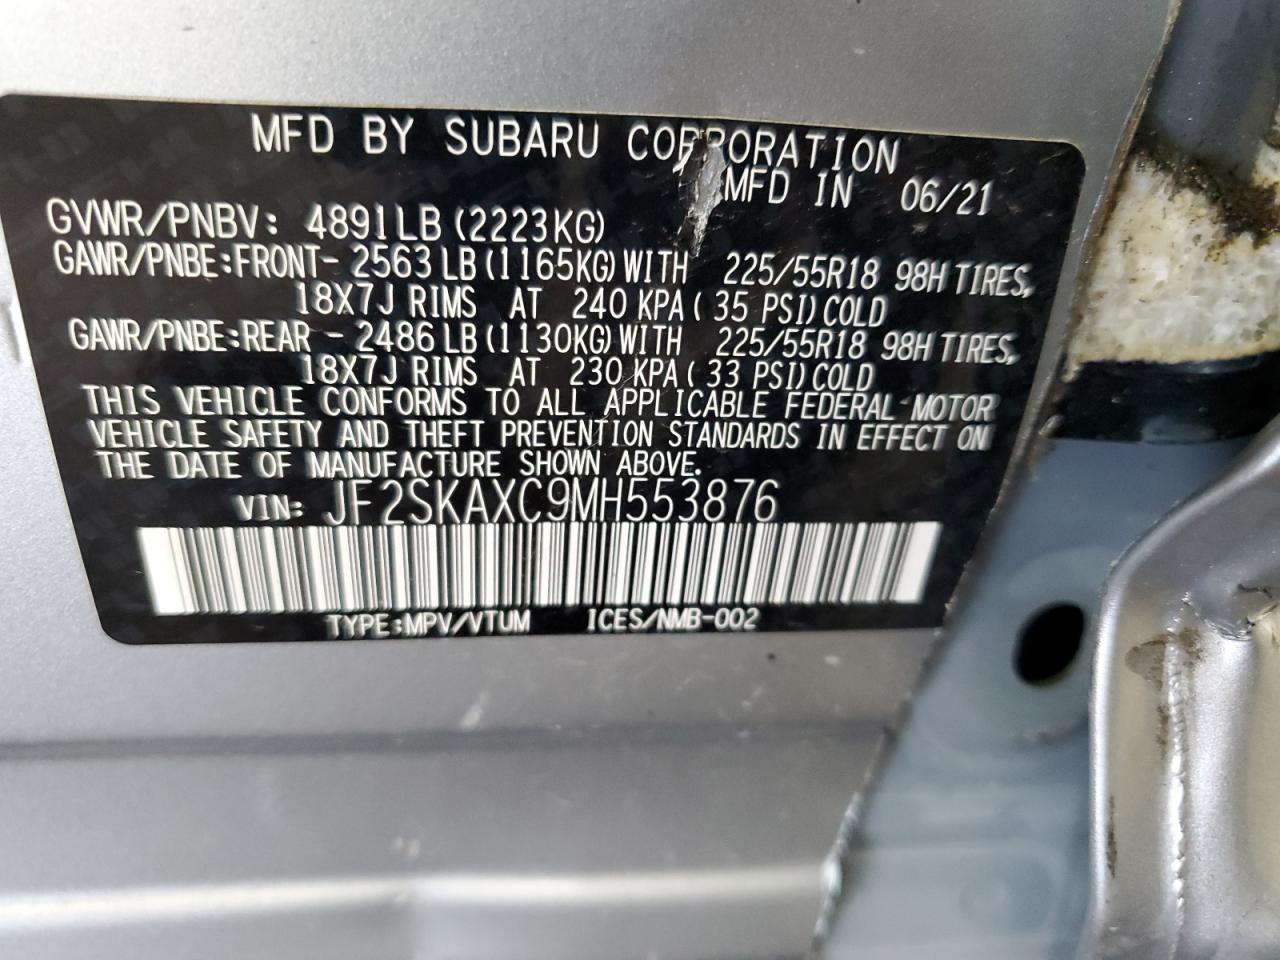 MFD BY SUBARU CORPORATION
MFD IN 06/21
GVWR/PNBV: 4891LB (2223KG)
GAWR/PNBE:FRONT- 2563 LB (1165KG) WITH 225/55R18 98H TIRES,
18X7J RIMS AT 240 KPA ( 35 PSI) COLD
GAWR/PNBE:REAR - 2486 LB (1130KG) WITH 225/55R18 98H TIRES,
18X7J RIMS AT 230 KPA ( 33 PSI) COLD
THIS VEHICLE CONFORMS TO ALL APPLICABLE FEDERAL MOTOR
VEHICLE SAFETY AND THEFT PREVENTION STANDARDS IN EFFECT ON
THE DATE OF MANUFACTURE SHOWN ABOVE.
VIN: JF2SKAXC9MH553876
TYPE:MPV/VTUM ICES/NMB-002